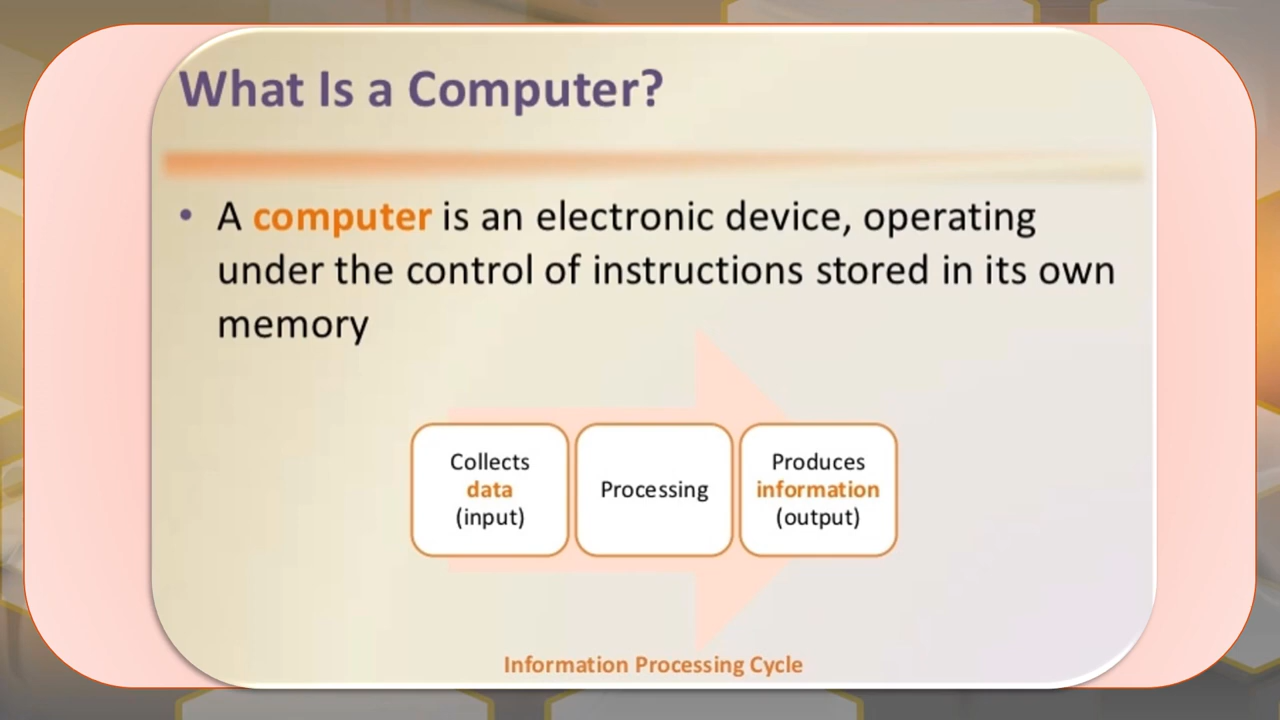 What Is a Computer?
• A computer is an electronic device, operating
under the control of instructions stored in its own
memory
Collects
data
(input)
Processing
Produces
information
(output)
Information Processing Cycle